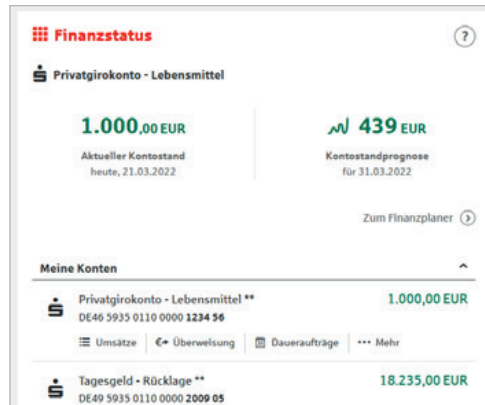 Finanzstatus
?
Privatgirokonto - Lebensmittel
1.000,00 EUR
439 EUR
Aktueller Kontostand
Kontostandprognose
heute, 21.03.2022
für 31.03.2022
Zum Finanzplaner
Meine Konten
Privatgirokonto - Lebensmittel **
1.000,00 EUR
DE46 5935 0110 0000 1234 56
Umsätze
Überweisung
Daueraufträge
Mehr
Tagesgeld - Rücklage **
18.235,00 EUR
DE49 5935 0110 0000 2009 05